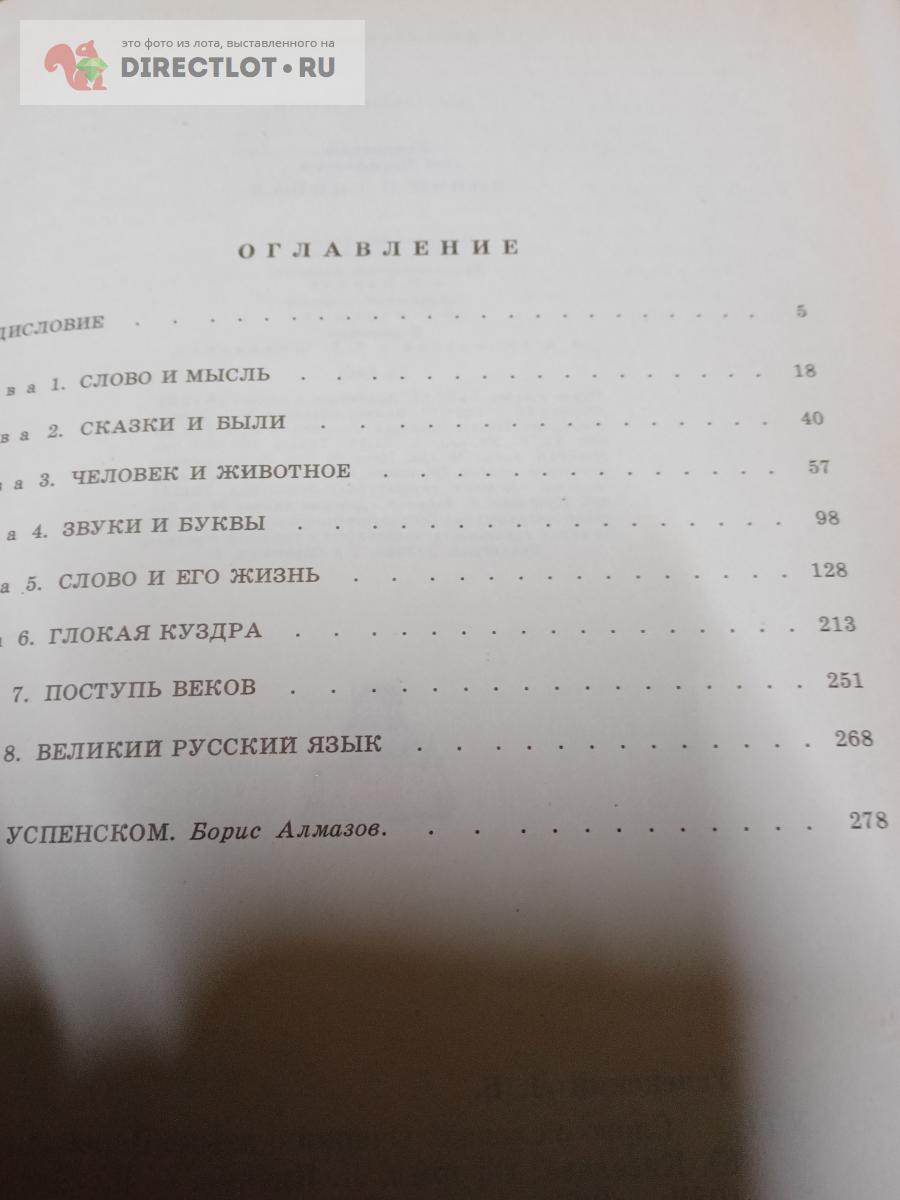 это фото из лота, выставленного на
DIRECTLOT•RU
ОГЛАВЛЕНИЕ
ДИСЛОВИЕ . . . . . . . . . . . . . . . . . . 5
в а 1. СЛОВО И МЫСЛЬ . . . . . . . . . . . . . 18
в а 2. СКАЗКИ И БЫЛИ . . . . . . . . . . . . . 40
в а 3. ЧЕЛОВЕК И ЖИВОТНОЕ . . . . . . . . . . . 57
а 4. ЗВУКИ И БУКВЫ . . . . . . . . . . . . . 98
а 5. СЛОВО И ЕГО ЖИЗНЬ . . . . . . . . . . . . 128
6. ГЛОКАЯ КУЗДРА . . . . . . . . . . . . . . 213
7. ПОСТУПЬ ВЕКОВ . . . . . . . . . . . . . . 251
8. ВЕЛИКИЙ РУССКИЙ ЯЗЫК . . . . . . . . . . . 268
УСПЕНСКОМ. Борис Алмазов. . . . . . . . . . . 278